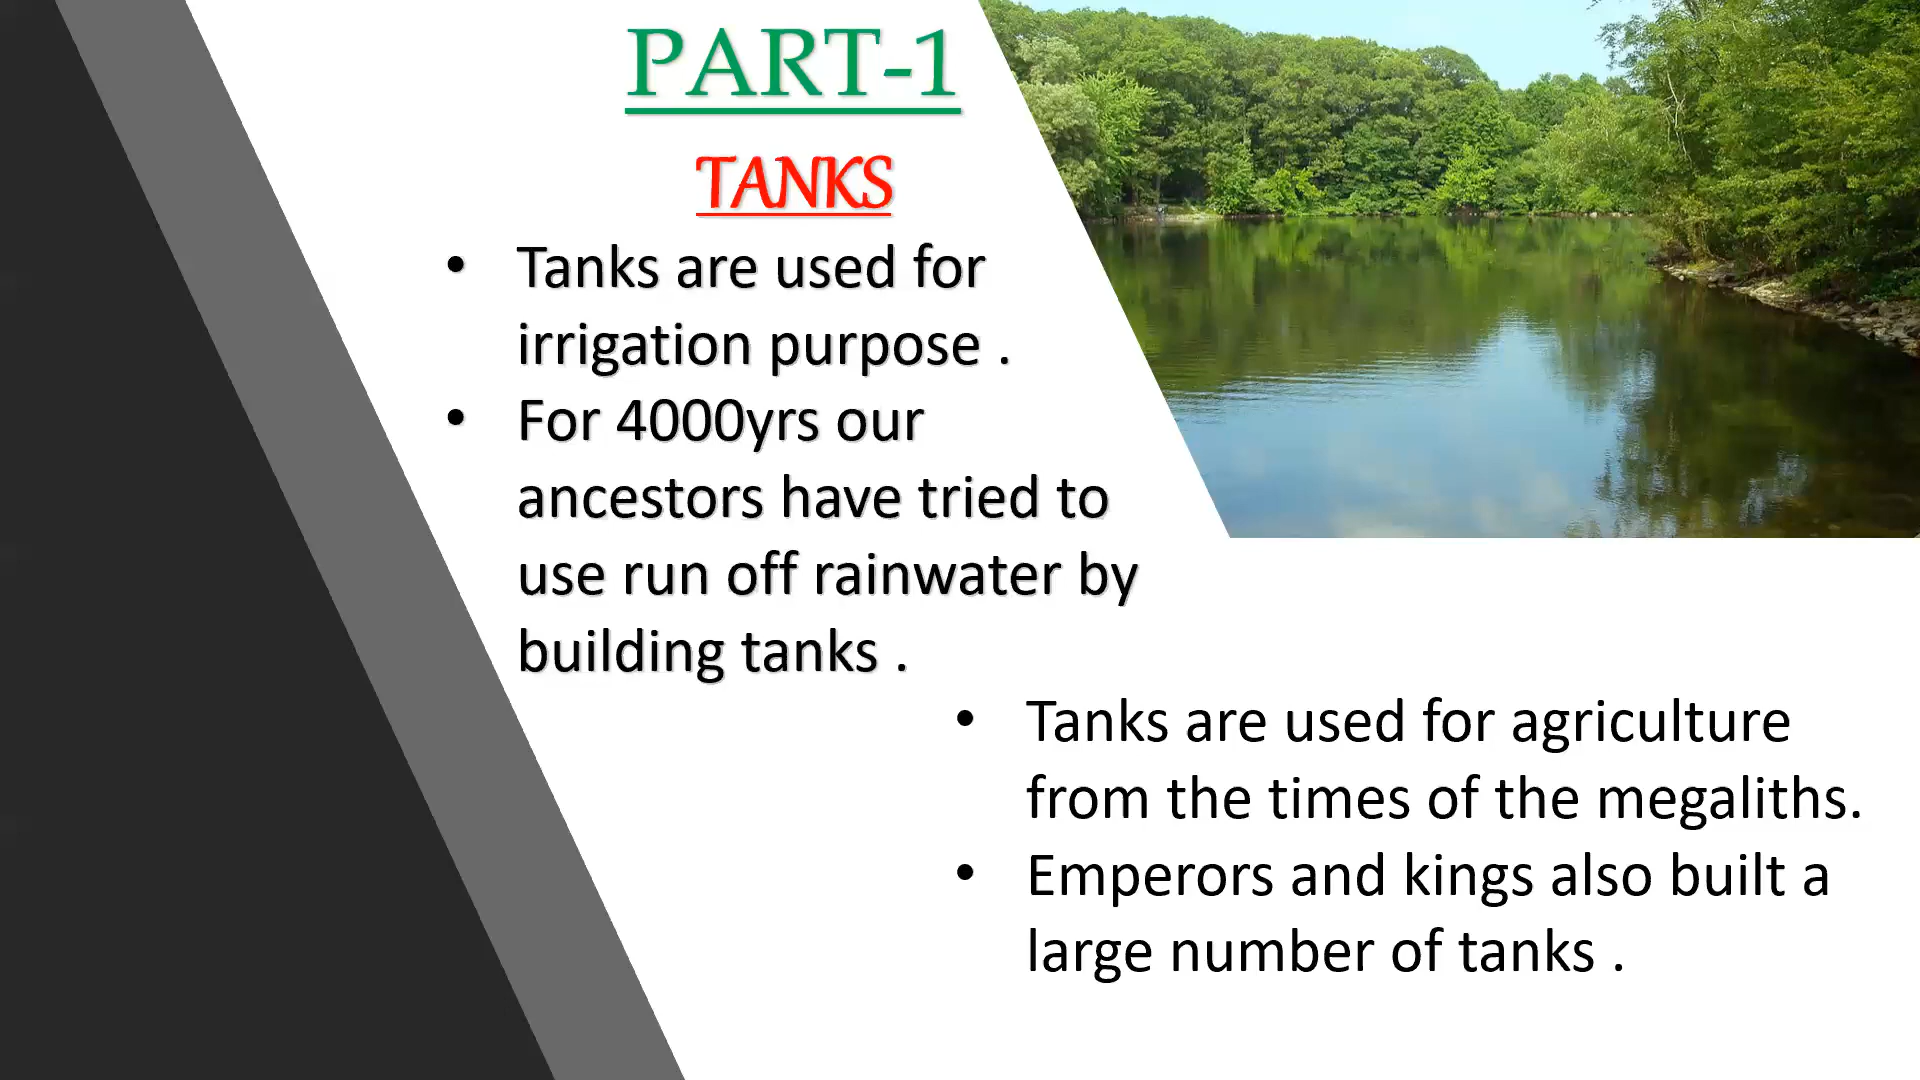 PART-1
TANKS
• Tanks are used for
irrigation purpose .
• For 4000yrs our
ancestors have tried to
use run off rainwater by
building tanks .
• Tanks are used for agriculture
from the times of the megaliths.
• Emperors and kings also built a
large number of tanks .